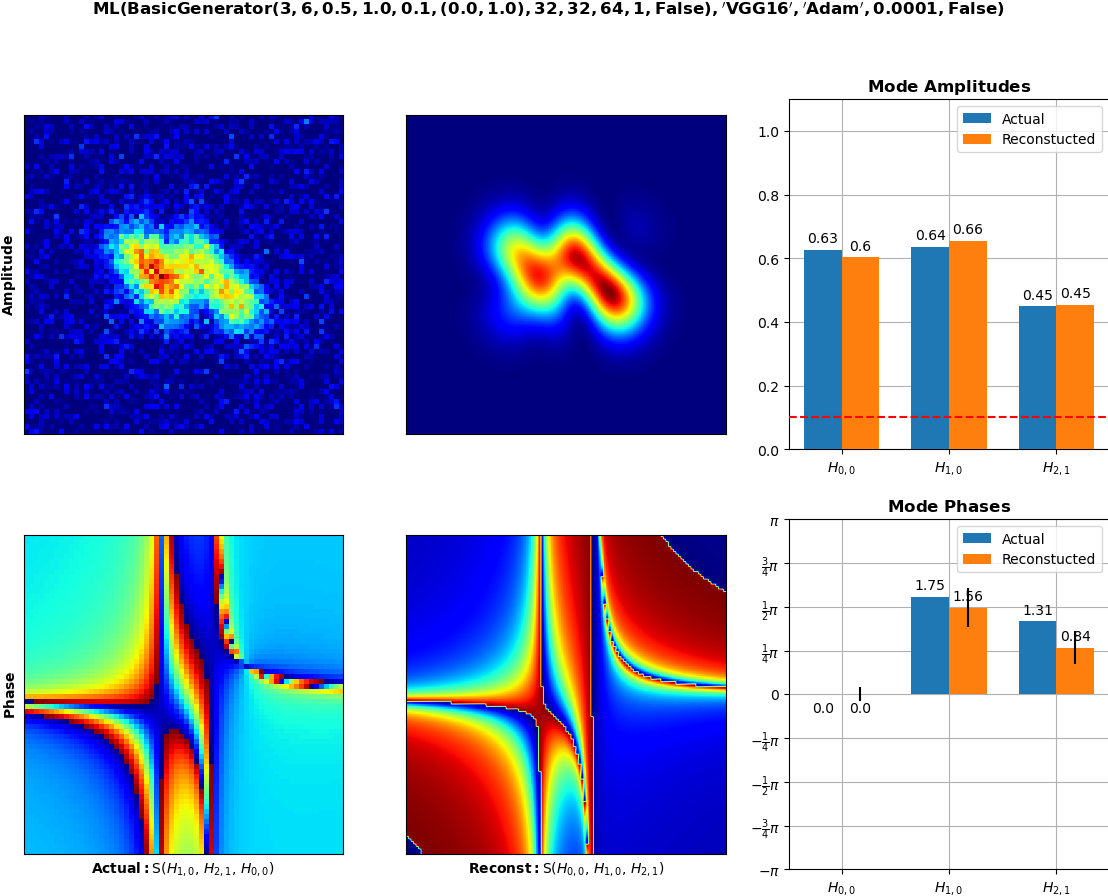 ML(BasicGenerator(3, 6, 0.5, 1.0, 0.1, (0.0, 1.0), 32, 32, 64, 1, False), ′VGG16′, ′Adam′, 0.0001, False)
Amplitude
Mode Amplitudes
Actual
Reconstucted
1.0
0.8
0.6
0.4
0.2
0.0
0.63
0.6
0.64
0.66
0.45
0.45
H0,0
H1,0
H2,1
Phase
Actual: S(H1,0, H2,1, H0,0)
Reconst: S(H0,0, H1,0, H2,1)
Mode Phases
Actual
Reconstucted
π
3/4π
1/2π
1/4π
0
−1/4π
−1/2π
−3/4π
−π
0.0
0.0
1.75
1.56
1.31
0.84
H0,0
H1,0
H2,1